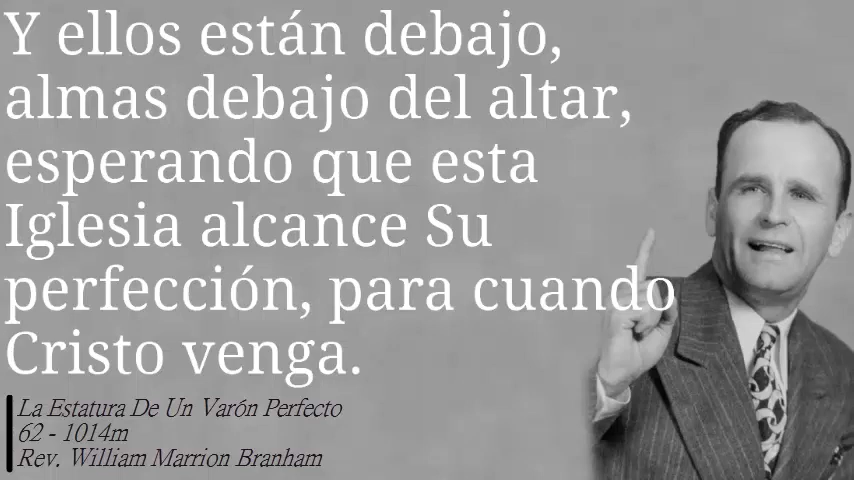 Y ellos están debajo,
almas debajo del altar,
esperando que esta
Iglesia alcance Su
perfección, para cuando
Cristo venga.
La Estatura De Un Varón Perfecto
62 - 1014m
Rev. William Marrion Branham